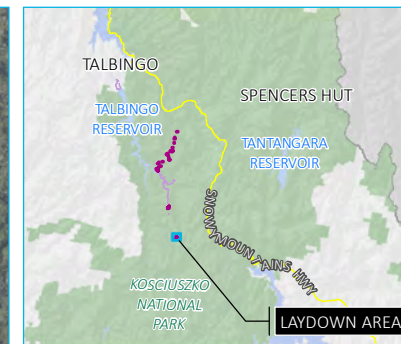 TALBINGO
SPENCERS HUT
TALBINGO
RESERVOIR
TANTANGARA
RESERVOIR
SNOWY MOUNTAINS HWY
KOSCIUSZKO
NATIONAL
PARK
LAYDOWN AREA